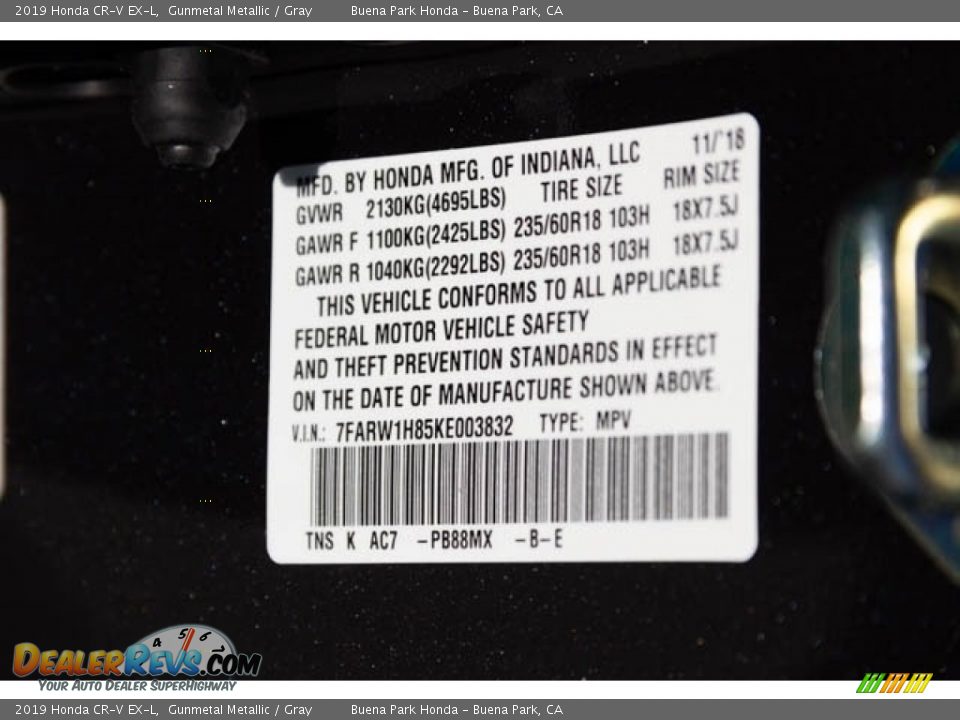 2019 Honda CR-V EX-L,  Gunmetal Metallic / Gray          Buena Park Honda - Buena Park, CA
11/'18
MFD. BY HONDA MFG. OF INDIANA, LLC
GVWR 2130KG(4695LBS) TIRE SIZE RIM SIZE
GAWR F 1100KG(2425LBS) 235/60R18 103H 18X7.5J
GAWR R 1040KG(2292LBS) 235/60R18 103H 18X7.5J
THIS VEHICLE CONFORMS TO ALL APPLICABLE
FEDERAL MOTOR VEHICLE SAFETY
AND THEFT PREVENTION STANDARDS IN EFFECT
ON THE DATE OF MANUFACTURE SHOWN ABOVE.
V.I.N.: 7FARW1H85KE003832 TYPE: MPV
TNS K AC7 -PB88MX -B-E
4 5 6
DEALERREVS.COM
YOUR AUTO DEALER SUPERHIGHWAY
2019 Honda CR-V EX-L,  Gunmetal Metallic / Gray          Buena Park Honda - Buena Park, CA